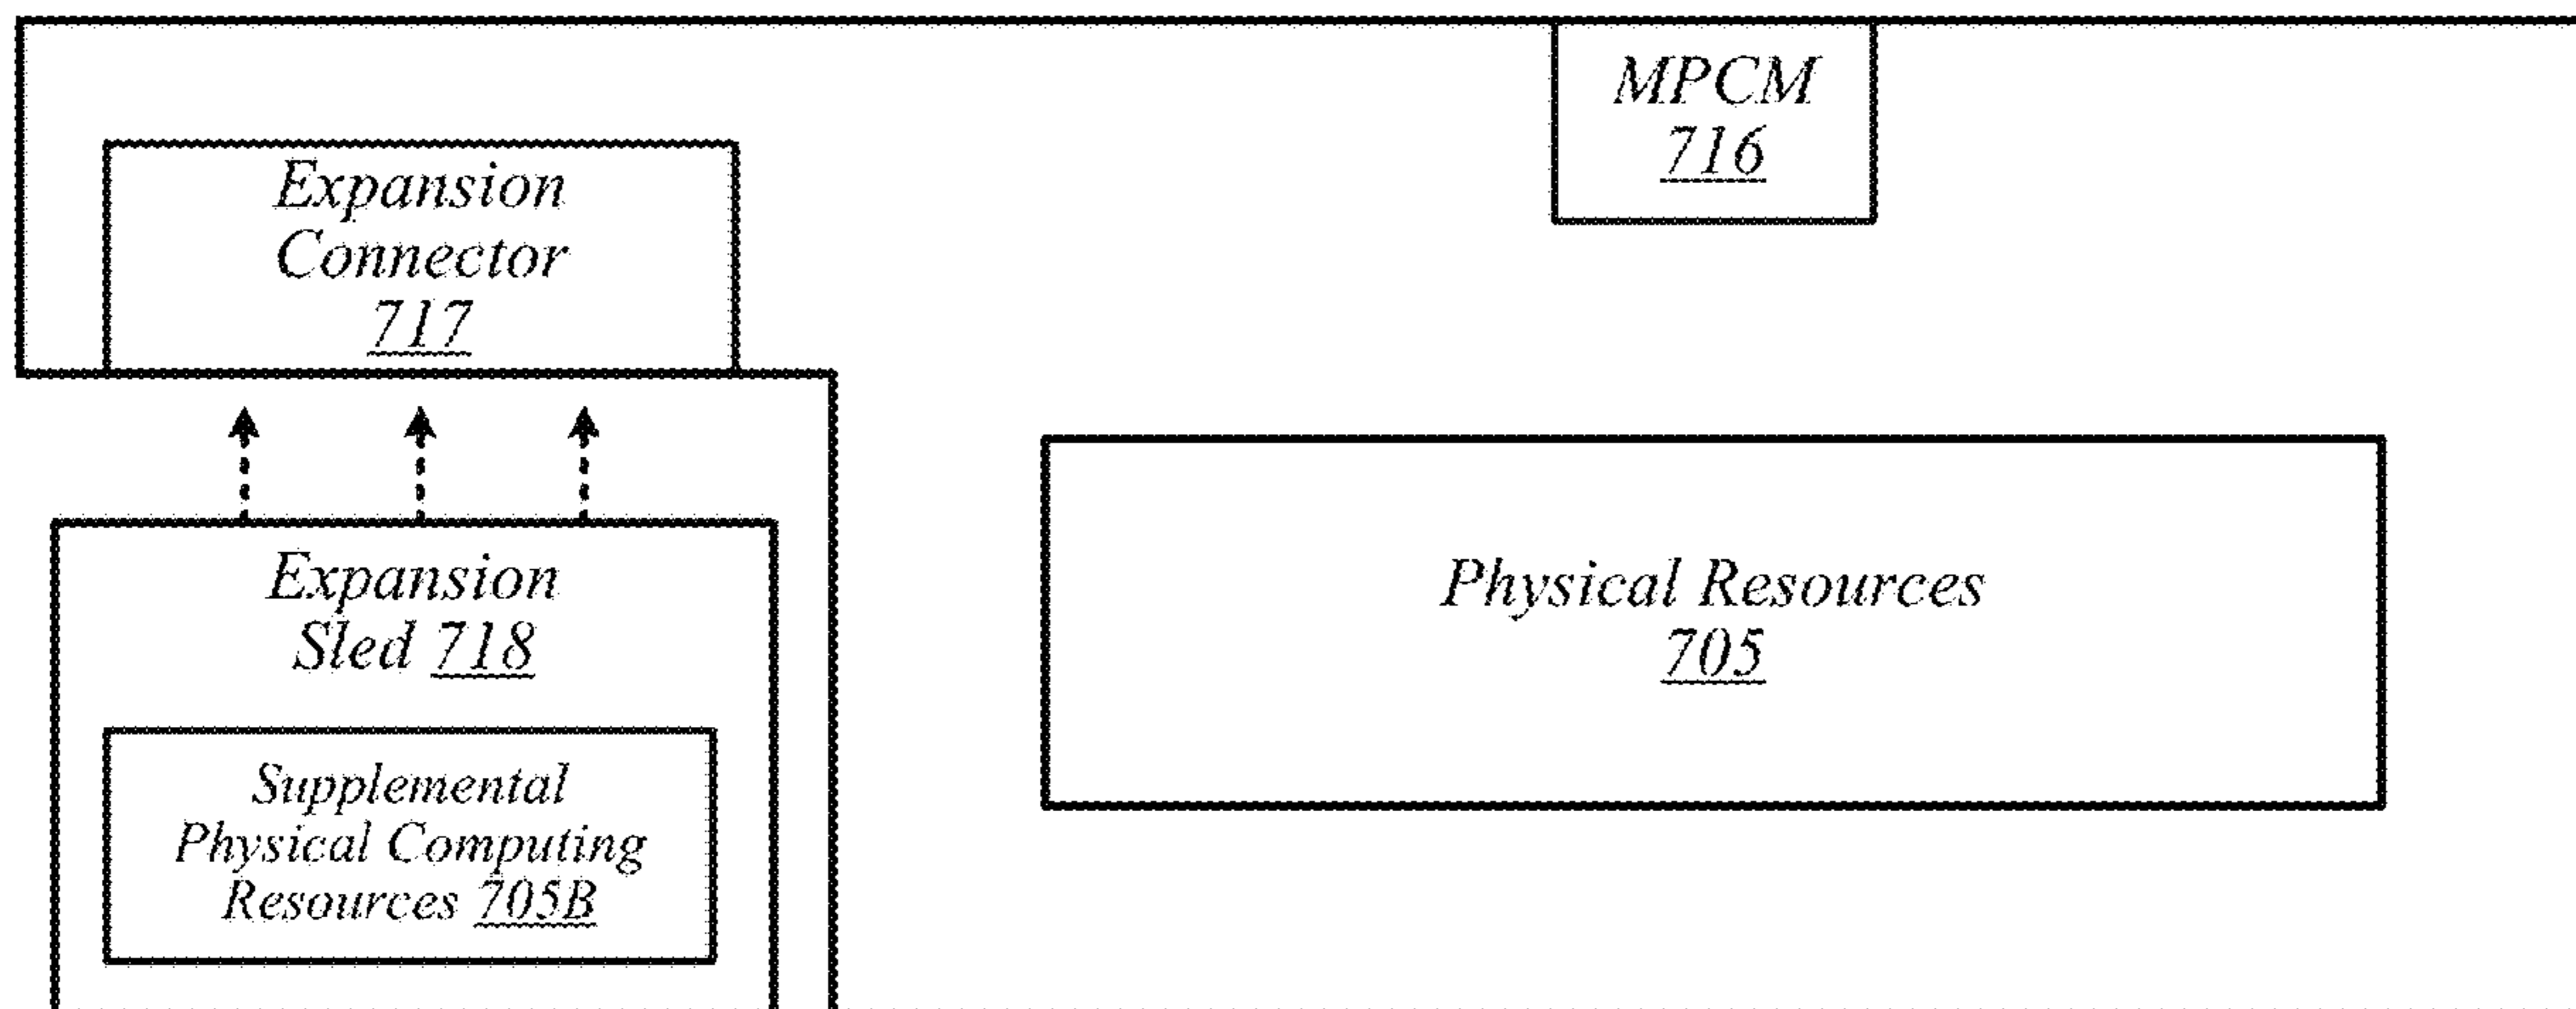 MPCM
716
Expansion
Connector
717
Physical Resources
705
Expansion
Sled 718
Supplemental
Physical Computing
Resources 705B